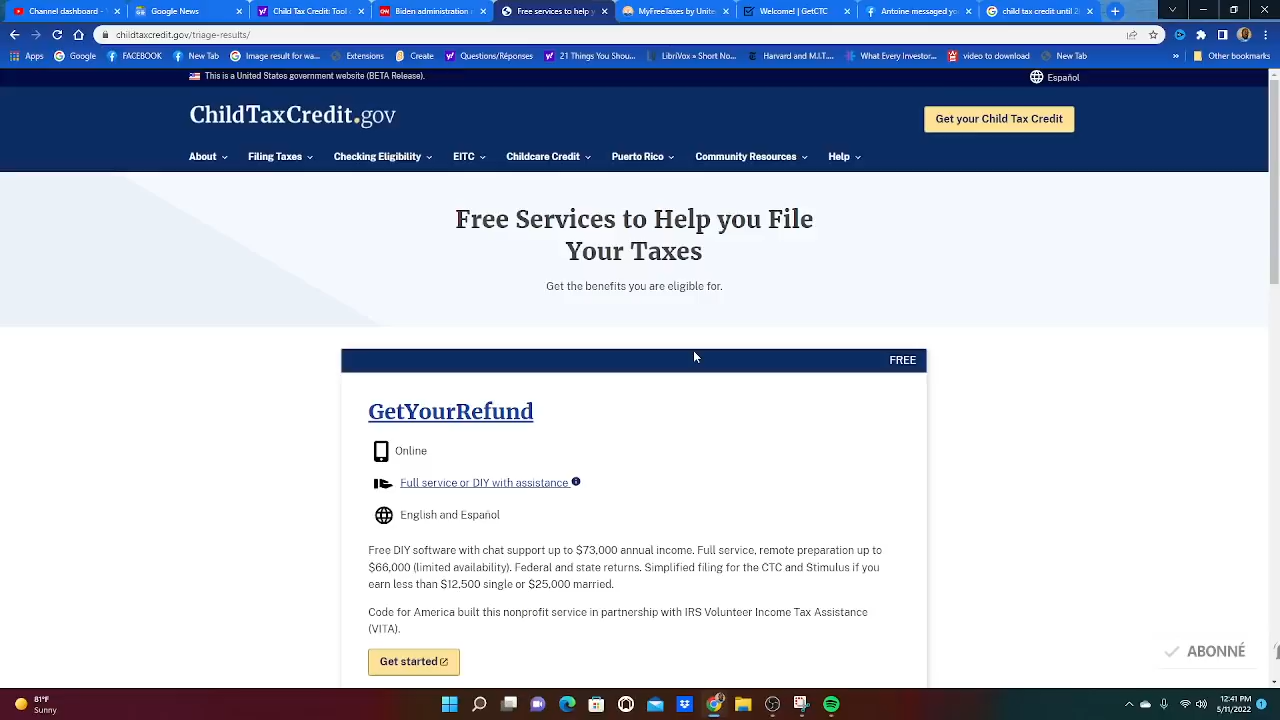 Channel dashboard -
Google News
Child Tax Credit Too
Biden administration
Free services to help y
MyFreeTaxes by Unite
Welcome! | GetCTC
Antoine messaged yo
child tax credit until 2
childtaxcredit.gov/triage-results/
Apps
Google
FACEBOOK
New Tab
Image result for wa...
Extensions
Create
Questions/Réponses
21 Things You Shou...
LibriVox » Short No...
Harvard and M.I.T....
What Every Investor...
video to download
New Tab
»
Other bookmarks
This is a United States government website (BETA Release).
Español
ChildTaxCredit.gov
Get your Child Tax Credit
About
Filing Taxes
Checking Eligibility
EITC
Childcare Credit
Puerto Rico
Community Resources
Help
Free Services to Help you File
Your Taxes
Get the benefits you are eligible for.
FREE
GetYourRefund
Online
Full service or DIY with assistance
English and Español
Free DIY software with chat support up to $73,000 annual income. Full service, remote preparation up to
$66,000 (limited availability). Federal and state returns. Simplified filing for the CTC and Stimulus if you
earn less than $12,500 single or $25,000 married.
Code for America built this nonprofit service in partnership with IRS Volunteer Income Tax Assistance
(VITA).
Get started
ABONNÉ
81°F
Sunny
12:41 PM
5/11/2022